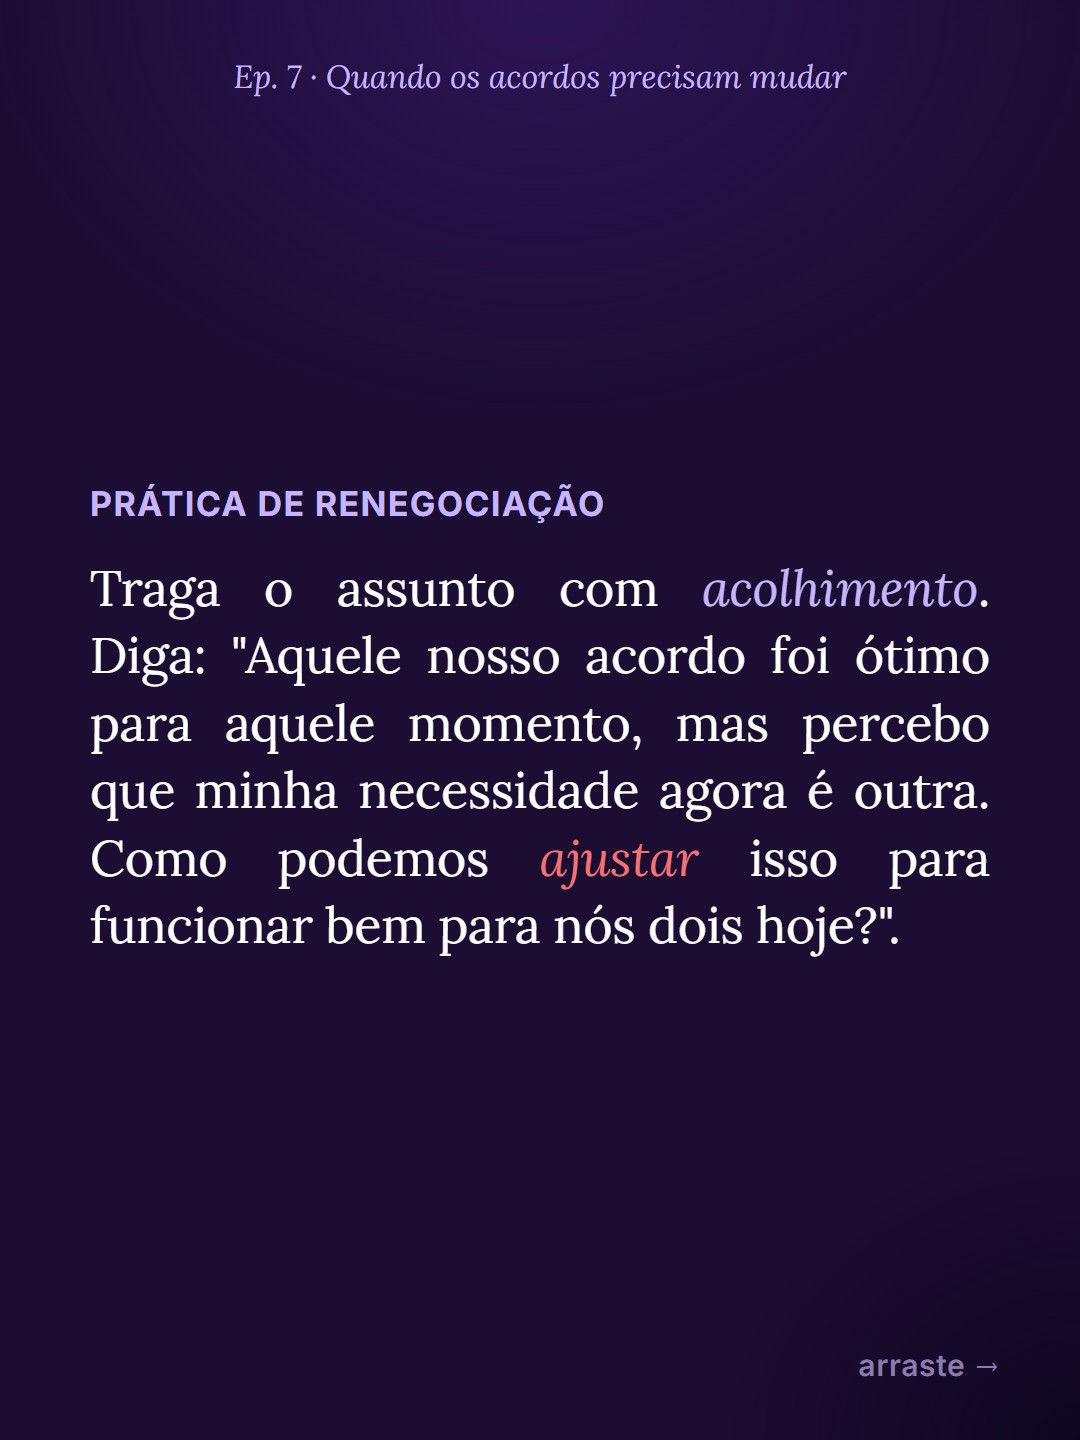 Ep. 7 · Quando os acordos precisam mudar
PRÁTICA DE RENEGOCIAÇÃO
Traga o assunto com acolhimento.
Diga: "Aquele nosso acordo foi ótimo
para aquele momento, mas percebo
que minha necessidade agora é outra.
Como podemos ajustar isso para
funcionar bem para nós dois hoje?".
arraste →